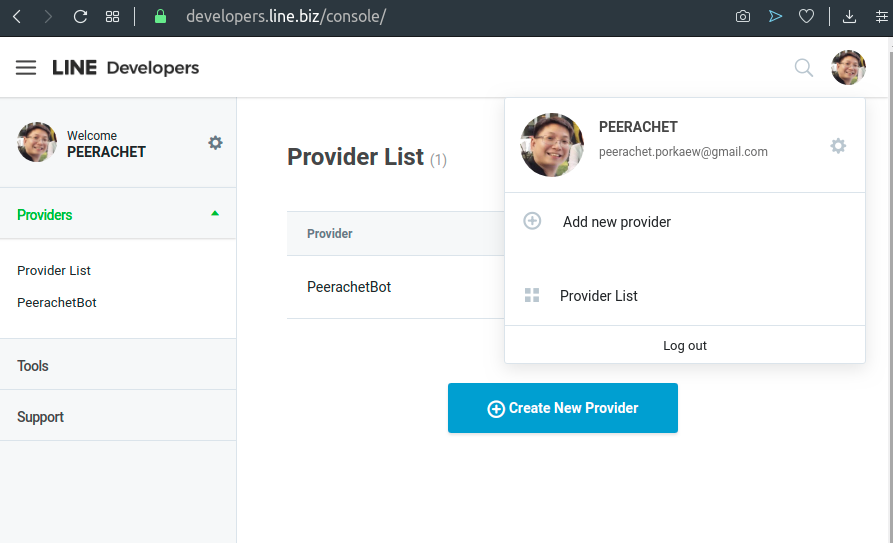 developers.line.biz/console/
LINE Developers
Welcome
PEERACHET
Providers
Provider List
PeerachetBot
Tools
Support
Provider List (1)
Provider
PeerachetBot
Create New Provider
PEERACHET
peerachet.porkaew@gmail.com
Add new provider
Provider List
Log out